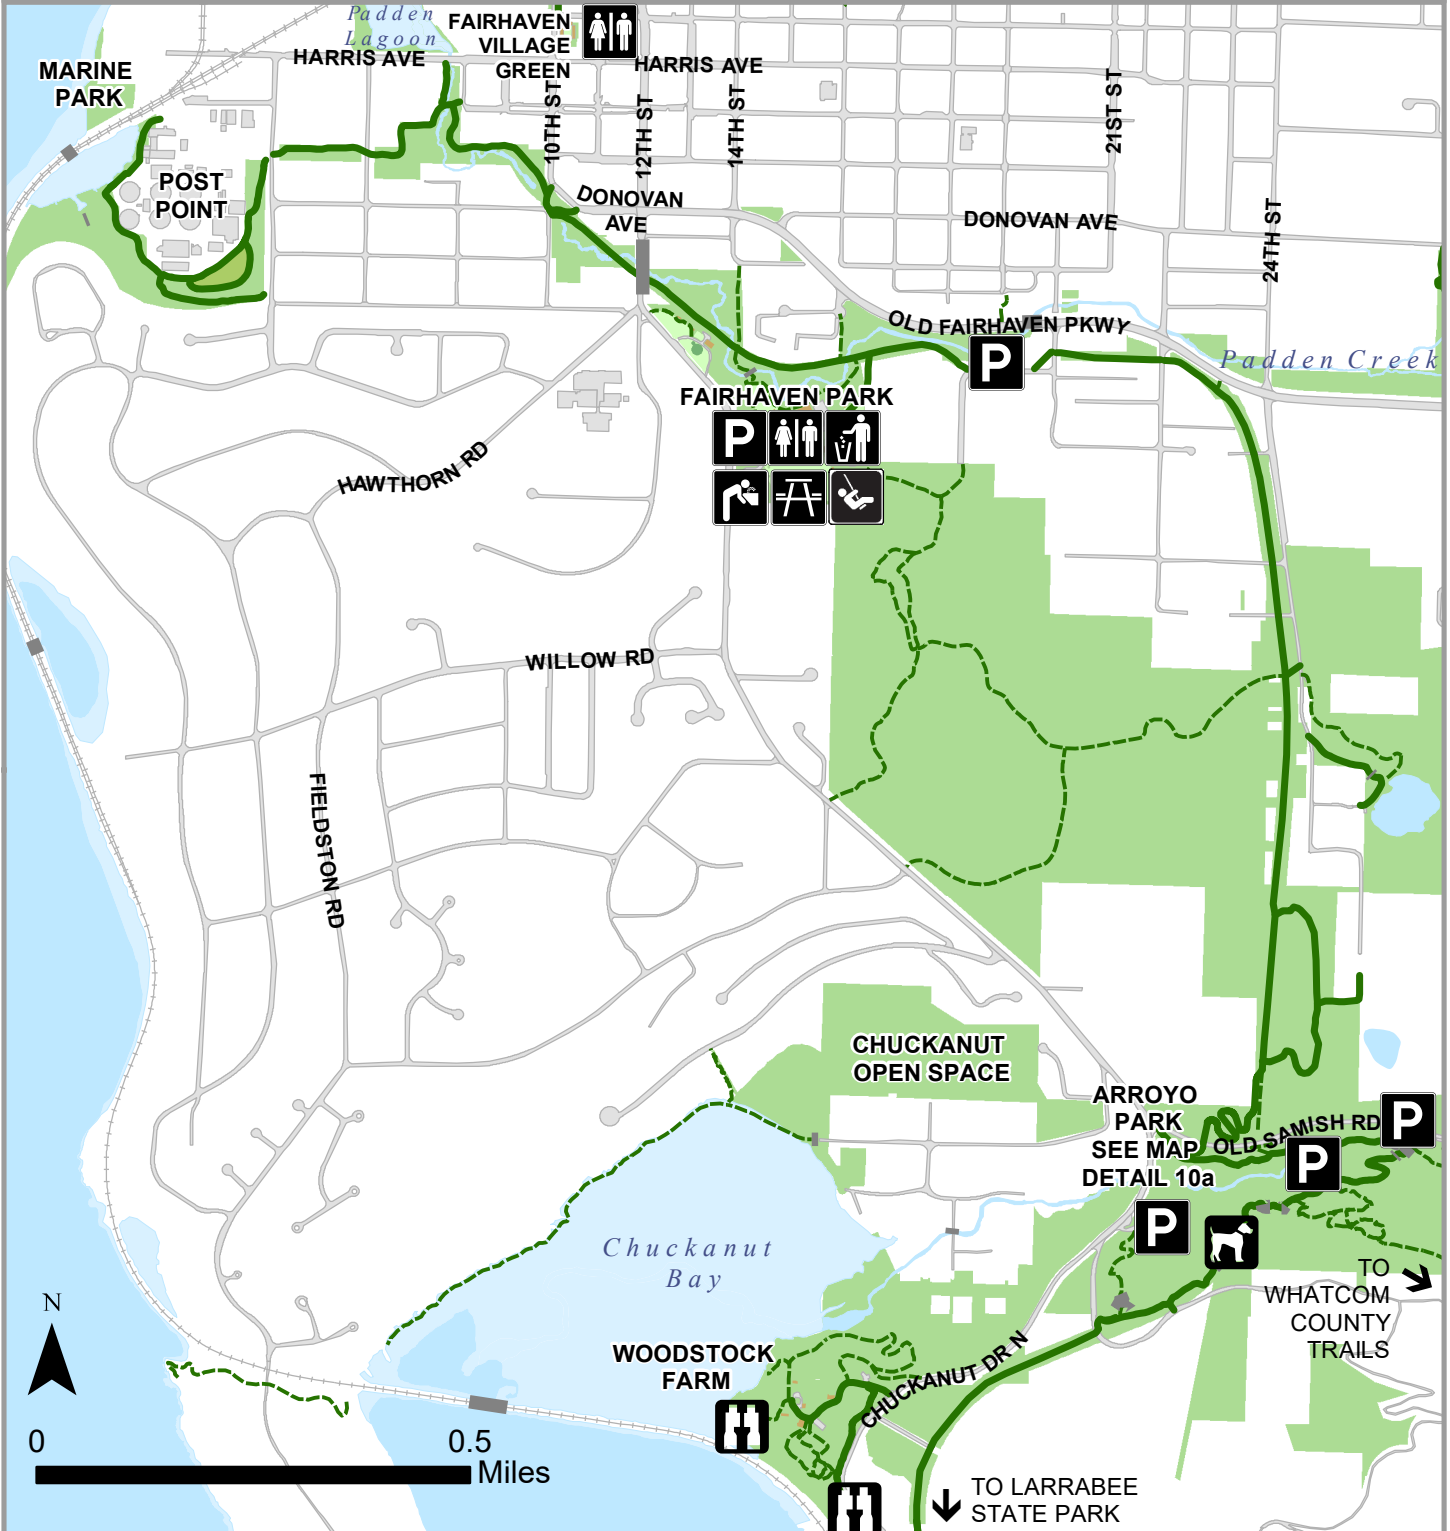 Padden
Lagoon
FAIRHAVEN
VILLAGE
GREEN
HARRIS AVE
HARRIS AVE
MARINE
PARK
10TH ST
12TH ST
14TH ST
21ST ST
24TH ST
POST
POINT
DONOVAN
AVE
DONOVAN AVE
OLD FAIRHAVEN PKWY
P
Padden Creek
FAIRHAVEN PARK
P
HAWTHORN RD
WILLOW RD
FIELDSTON RD
CHUCKANUT
OPEN SPACE
ARROYO
PARK
SEE MAP
DETAIL 10a
OLD SAMISH RD
P
P
P
Chuckanut
Bay
TO
WHATCOM
COUNTY
TRAILS
N
WOODSTOCK
FARM
CHUCKANUT DR N
0
0.5
Miles
TO LARRABEE
STATE PARK